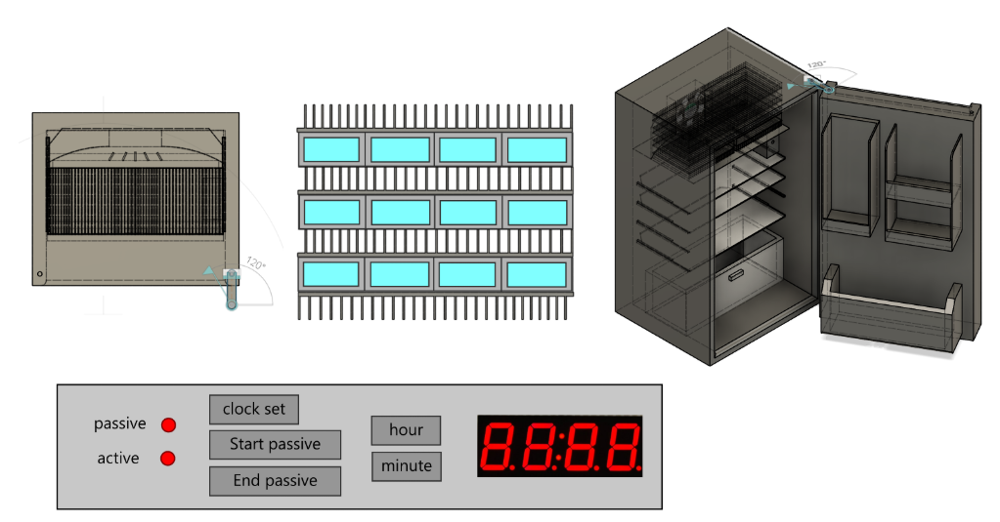 120°
120°
passive
active
clock set
Start passive
End passive
hour
minute
88:88.